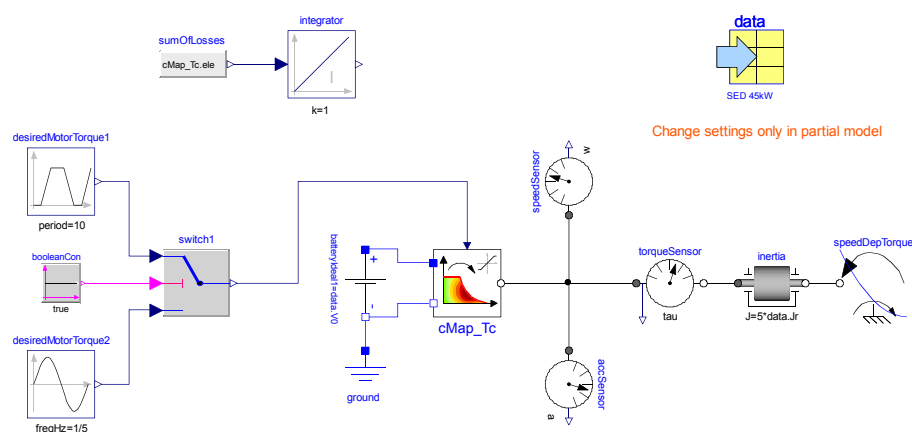 integrator
sumOfLosses
cMap_Tc.ele
I
k=1
data
SED 45kW
Change settings only in partial model
desiredMotorTorque1
period=10
booleanCon
true
desiredMotorTorque2
freqHz=1/5
switch1
batteryIdeal1=data.V0
+
-
ground
cMap_Tc
speedSensor
w
accSensor
a
torqueSensor
tau
inertia
J=5*data.Jr
speedDepTorque